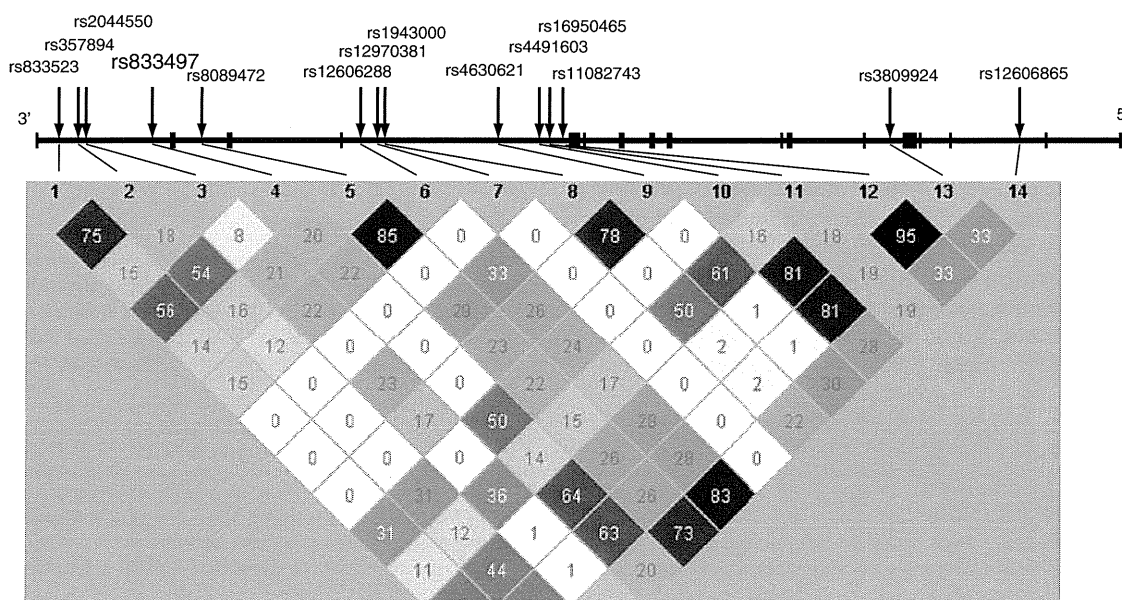 rs2044550
rs357894
rs833523
rs833497
rs8089472
rs1943000
rs12970381
rs12606288
rs16950465
rs4491603
rs4630621
rs11082743
rs3809924
rs12606865
3'
5
1 2 3 4 5 6 7 8 9 10 11 12 13 14
75 18 8 20 85 0 0 78 0 16 18 95 33
15 54 21 22 0 33 0 0 61 81 19 33
56 16 22 0 26 0 50 1 81 19
14 12 0 0 23 24 0 2 1 28
15 0 23 0 22 17 0 2 30
0 0 17 50 15 0 22
0 0 0 14 26 0
0 31 36 64 26 83
31 12 1 63 73
11 44 1 20